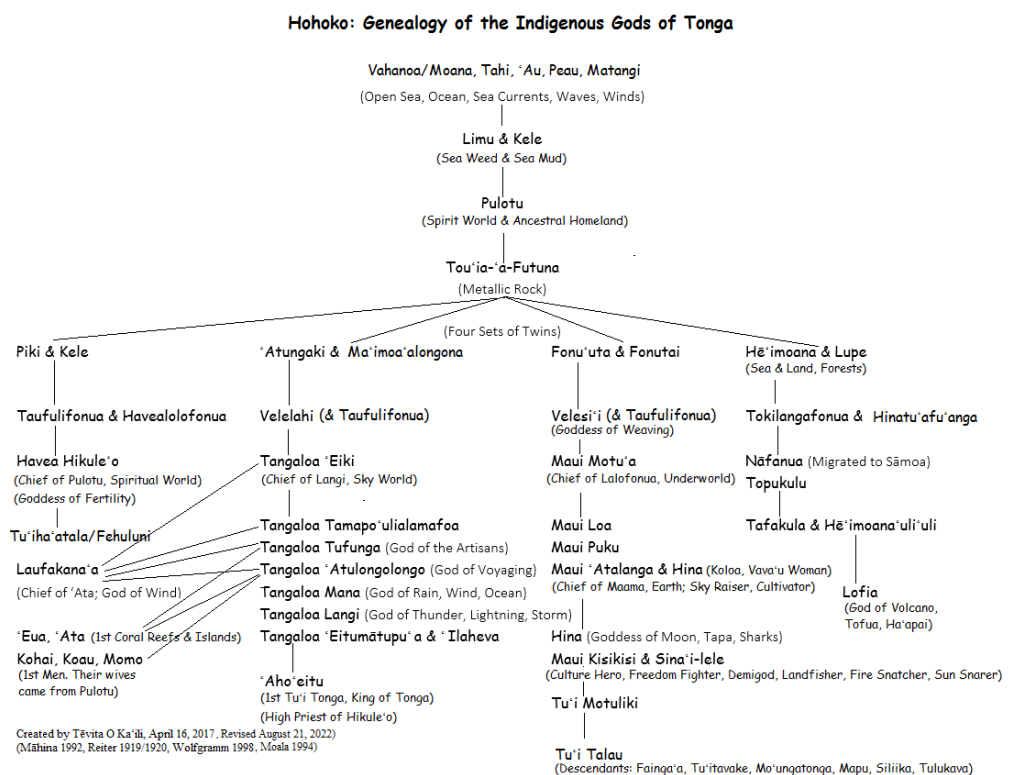 Hohoko: Genealogy of the Indigenous Gods of Tonga
Vahanoa/Moana, Tahi, ʻAu, Peau, Matangi
(Open Sea, Ocean, Sea Currents, Waves, Winds)
Limu & Kele
(Sea Weed & Sea Mud)
Pulotu
(Spirit World & Ancestral Homeland)
Touʻia-ʻa-Futuna
(Metallic Rock)
(Four Sets of Twins)
Piki & Kele
Taufulifonua & Havealolofonua
Havea Hikuleʻo
(Chief of Pulotu, Spiritual World)
(Goddess of Fertility)
Tuʻihaʻatala/Fehuluni
Laufakanaʻa
(Chief of ʻAta; God of Wind)
ʻEua, ʻAta (1st Coral Reefs & Islands)
Kohai, Koau, Momo
(1st Men. Their wives
came from Pulotu)
ʻAtungaki & Maʻimoaʻalongona
Velelahi (& Taufulifonua)
Tangaloa ʻEiki
(Chief of Langi, Sky World)
Tangaloa Tamapoʻulialamafoa
Tangaloa Tufunga (God of the Artisans)
Tangaloa ʻAtulongolongo (God of Voyaging)
Tangaloa Mana (God of Rain, Wind, Ocean)
Tangaloa Langi (God of Thunder, Lightning, Storm)
Tangaloa ʻEitumātupuʻa & ʻIlaheva
ʻAhoʻeitu
(1st Tuʻi Tonga, King of Tonga)
(High Priest of Hikuleʻo)
Fonuʻuta & Fonutai
Velesiʻi (& Taufulifonua)
(Goddess of Weaving)
Maui Motuʻa
(Chief of Lalofonua, Underworld)
Maui Loa
Maui Puku
Maui ʻAtalanga & Hina (Koloa, Vavaʻu Woman)
(Chief of Maama, Earth; Sky Raiser, Cultivator)
Hina (Goddess of Moon, Tapa, Sharks)
Maui Kisikisi & Sinaʻi-lele
(Culture Hero, Freedom Fighter, Demigod, Landfisher, Fire Snatcher, Sun Snarer)
Tuʻi Motuliki
Tuʻi Talau
(Descendants: Faingaʻa, Tuʻitavake, Moʻungatonga, Mapu, Siliika, Tulukava)
Hēʻimoana & Lupe
(Sea & Land, Forests)
Tokilangafonua & Hinatuʻafuʻanga
Nāfanua (Migrated to Sāmoa)
Topukulu
Tafakula & Hēʻimoanaʻuliʻuli
Lofia
(God of Volcano,
Tofua, Haʻapai)
Created by Tēvita O Kaʻili, April 16, 2017, Revised August 21, 2022)
(Māhina 1992, Reiter 1919/1920, Wolfgramm 1998, Moala 1994)